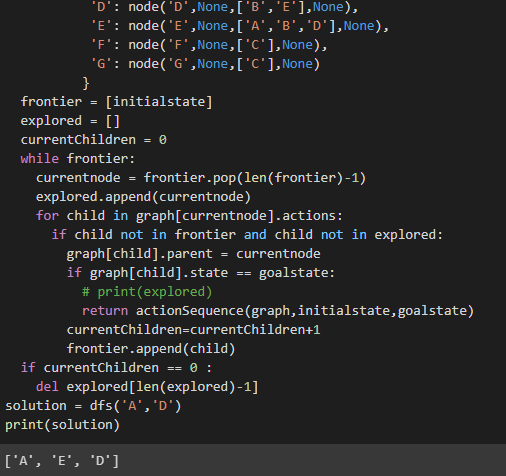 'D': node('D',None,['B','E'],None),
'E': node('E',None,['A','B','D'],None),
'F': node('F',None,['C'],None),
'G': node('G',None,['C'],None)
}
frontier = [initialstate]
explored = []
currentChildren = 0
while frontier:
currentnode = frontier.pop(len(frontier)-1)
explored.append(currentnode)
for child in graph[currentnode].actions:
if child not in frontier and child not in explored:
graph[child].parent = currentnode
if graph[child].state == goalstate:
# print(explored)
return actionSequence(graph,initialstate,goalstate)
currentChildren=currentChildren+1
frontier.append(child)
if currentChildren == 0 :
del explored[len(explored)-1]
solution = dfs('A','D')
print(solution)
['A', 'E', 'D']